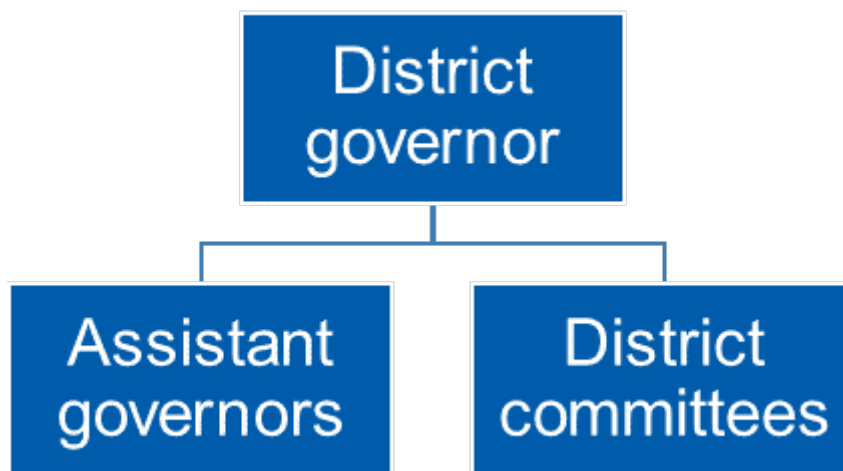 District
governor
Assistant
governors
District
committees